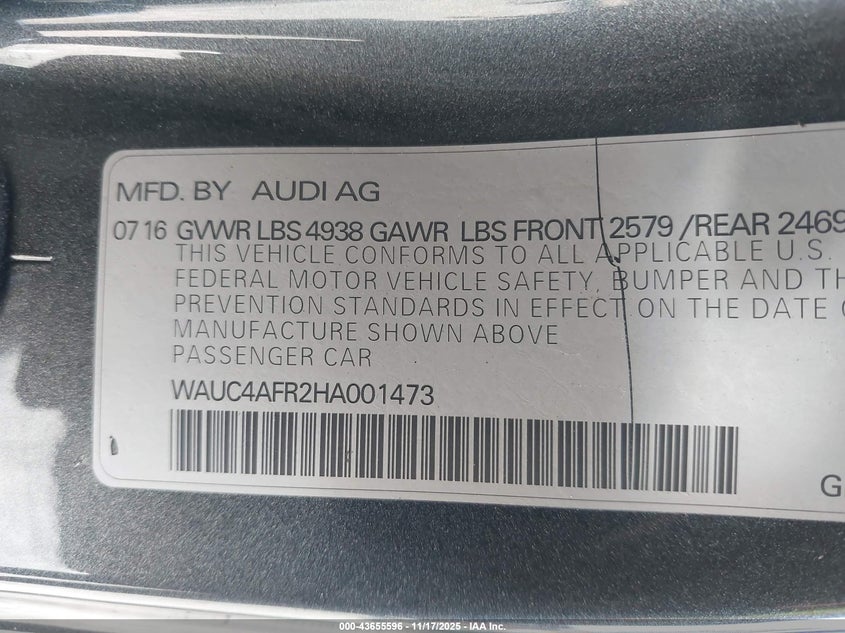 MFD. BY AUDI AG
07 16 GVWR LBS 4938 GAWR LBS FRONT 2579 /REAR 2469
THIS VEHICLE CONFORMS TO ALL APPLICABLE U.S.
FEDERAL MOTOR VEHICLE SAFETY, BUMPER AND TH
PREVENTION STANDARDS IN EFFECT ON THE DATE O
MANUFACTURE SHOWN ABOVE
PASSENGER CAR
WAUC4AFR2HA001473
G
000-43655596 - 11/17/2025 - IAA Inc.